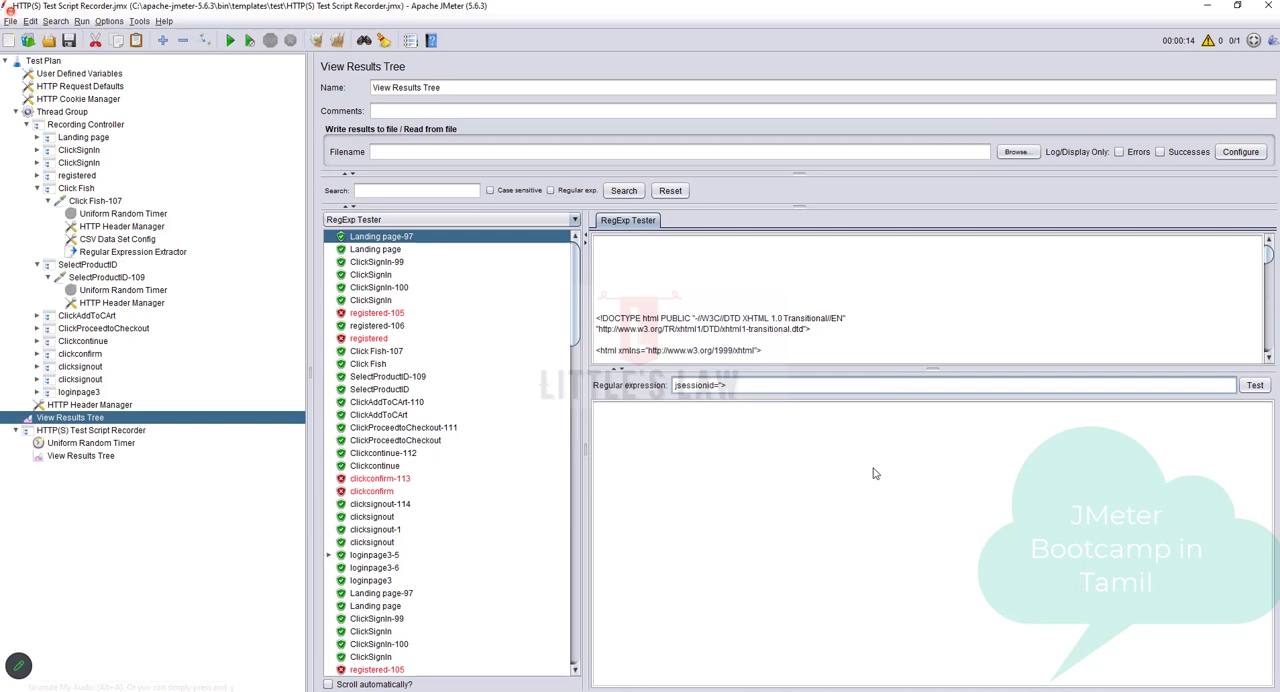 HTTP(S) Test Script Recorder.jmx (C:\apache-jmeter-5.6.3\bin\templates\test\HTTP(S) Test Script Recorder.jmx) - Apache JMeter (5.6.3)
File Edit Search Run Options Tools Help
00:00:14 0 0/1
Test Plan
User Defined Variables
HTTP Request Defaults
HTTP Cookie Manager
Thread Group
Recording Controller
Landing page
ClickSignIn
ClickSignIn
registered
Click Fish
Click Fish-107
Uniform Random Timer
HTTP Header Manager
CSV Data Set Config
Regular Expression Extractor
SelectProductID
SelectProductID-109
Uniform Random Timer
HTTP Header Manager
ClickAddToCArt
ClickProceedtoCheckout
Clickcontinue
clickconfirm
clicksignout
clicksignout
loginpage3
HTTP Header Manager
View Results Tree
HTTP(S) Test Script Recorder
Uniform Random Timer
View Results Tree
View Results Tree
Name: View Results Tree
Comments:
Write results to file / Read from file
Filename Browse... Log/Display Only: Errors Successes Configure
Search: Case sensitive Regular exp. Search Reset
RegExp Tester
Landing page-97
Landing page
ClickSignIn-99
ClickSignIn
ClickSignIn-100
ClickSignIn
registered-105
registered-106
registered
Click Fish-107
Click Fish
SelectProductID-109
SelectProductID
ClickAddToCArt-110
ClickAddToCArt
ClickProceedtoCheckout-111
ClickProceedtoCheckout
Clickcontinue-112
Clickcontinue
clickconfirm-113
clickconfirm
clicksignout-114
clicksignout
clicksignout-1
clicksignout
loginpage3-5
loginpage3-6
loginpage3
Landing page-97
Landing page
ClickSignIn-99
ClickSignIn
ClickSignIn-100
ClickSignIn
registered-105
Scroll automatically?
RegExp Tester
<!DOCTYPE html PUBLIC "-//W3C//DTD XHTML 1.0 Transitional//EN"
"http://www.w3.org/TR/xhtml1/DTD/xhtml1-transitional.dtd">
<html xmlns="http://www.w3.org/1999/xhtml">
Regular expression: jsessionid="> Test
LITTLE'S LAW
JMeter
Bootcamp in
Tamil